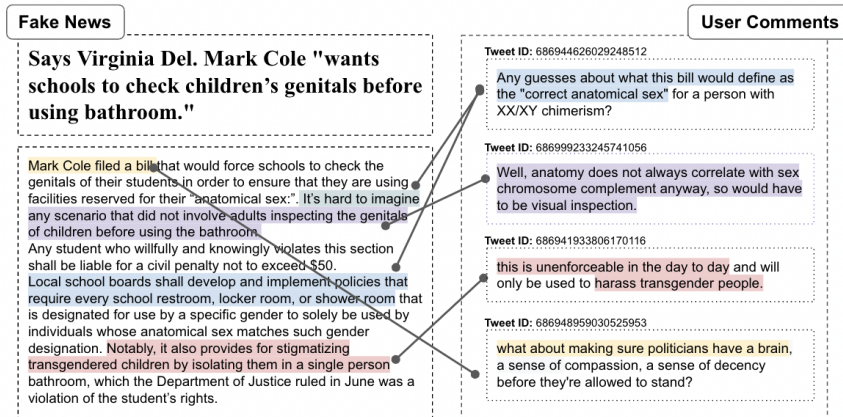 Fake News
Says Virginia Del. Mark Cole "wants
schools to check children’s genitals before
using bathroom."
Mark Cole filed a bill that would force schools to check the
genitals of their students in order to ensure that they are using
facilities reserved for their “anatomical sex:”. It’s hard to imagine
any scenario that did not involve adults inspecting the genitals
of children before using the bathroom.
Any student who willfully and knowingly violates this section
shall be liable for a civil penalty not to exceed $50.
Local school boards shall develop and implement policies that
require every school restroom, locker room, or shower room that
is designated for use by a specific gender to solely be used by
individuals whose anatomical sex matches such gender
designation. Notably, it also provides for stigmatizing
transgendered children by isolating them in a single person
bathroom, which the Department of Justice ruled in June was a
violation of the student’s rights.
User Comments
Tweet ID: 686944626029248512
Any guesses about what this bill would define as
the "correct anatomical sex" for a person with
XX/XY chimerism?
Tweet ID: 686999233245741056
Well, anatomy does not always correlate with sex
chromosome complement anyway, so would have
to be visual inspection.
Tweet ID: 686941933806170116
this is unenforceable in the day to day and will
only be used to harass transgender people.
Tweet ID: 686948959030525953
what about making sure politicians have a brain,
a sense of compassion, a sense of decency
before they're allowed to stand?